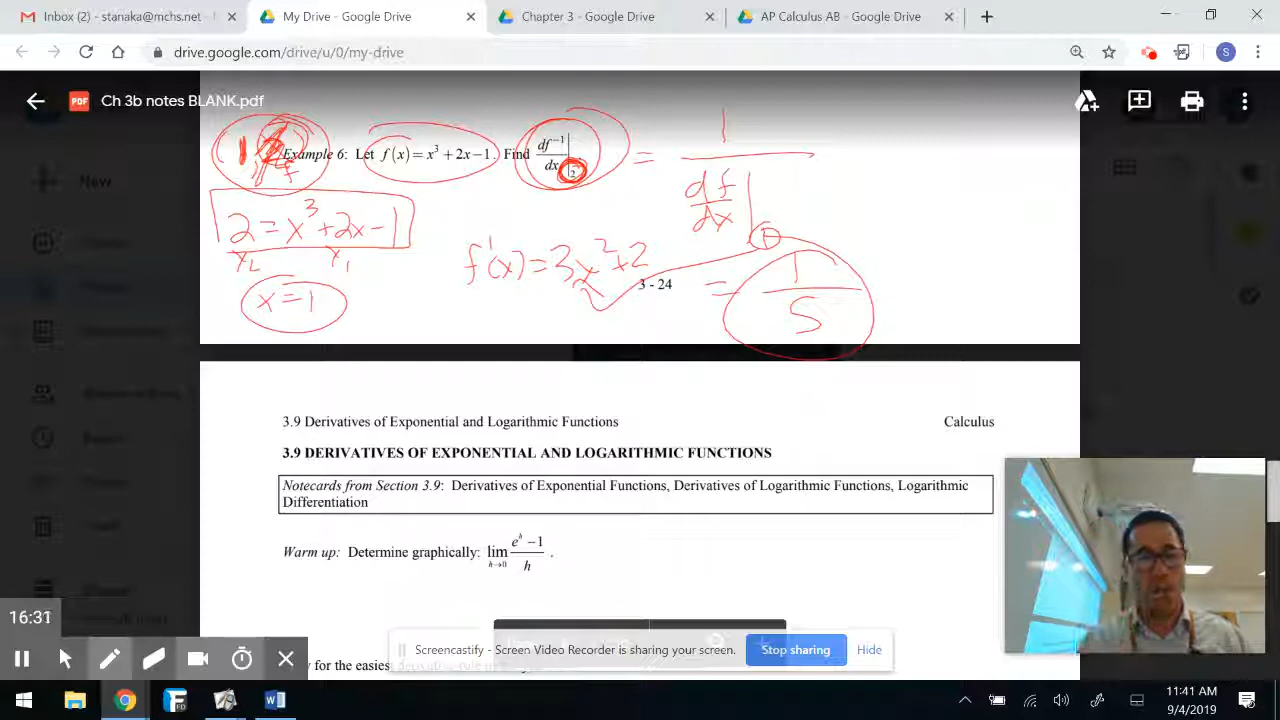 Inbox (10) - stanaka@mchs.net - 1
My Drive - Google Drive
Chapter 3 - Google Drive
AP Calculus AB - Google Drive
drive.google.com/drive/u/0/my-drive
PDF Ch 3b notes BLANK.pdf
New
Example 6: Let f(x) = x³ + 2x − 1. Find df⁻¹/dx |₂ = 1 / (df/dx |
2 = x³ + 2x − 1
Y₂ Y₁
f'(x) = 3x² + 2
x = 1
= 1/5
3 - 24
3.9 Derivatives of Exponential and Logarithmic Functions Calculus
3.9 DERIVATIVES OF EXPONENTIAL AND LOGARITHMIC FUNCTIONS
Notecards from Section 3.9: Derivatives of Exponential Functions, Derivatives of Logarithmic Functions, Logarithmic
Differentiation
Warm up: Determine graphically: lim h→0 (eʰ − 1)/h .
16:31
Screencastify - Screen Video Recorder is sharing your screen. Stop sharing Hide
for the easiest
11:41 AM
9/4/2019